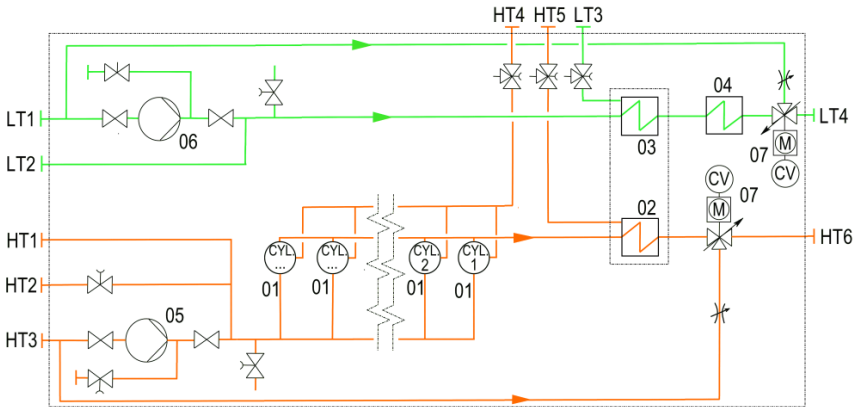 HT4 HT5 LT3
04
LT1
06
03
LT4
M
07
CV
LT2
CV
07
M
02
HT1
HT6
CYL.
...
CYL.
...
CYL.
2
CYL.
1
01
01
01
01
HT2
05
HT3